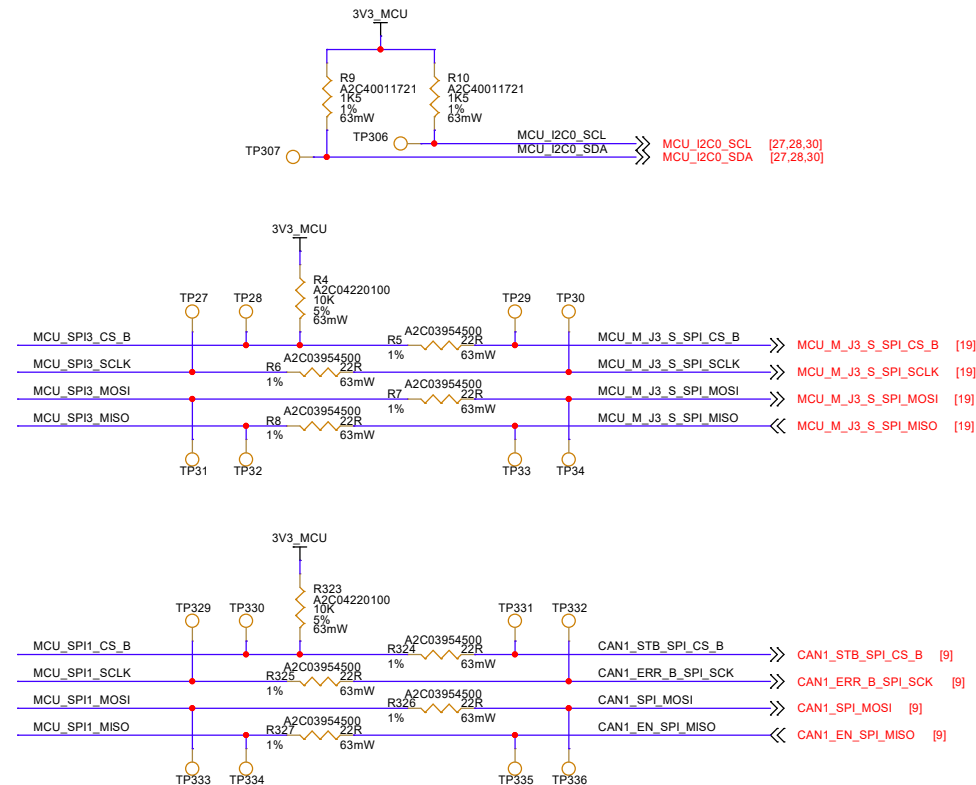 3V3_MCU
R9
A2C40011721
1K5
1%
63mW
R10
A2C40011721
1K5
1%
63mW
TP307
TP306
MCU_I2C0_SCL
MCU_I2C0_SDA
MCU_I2C0_SCL [27,28,30]
MCU_I2C0_SDA [27,28,30]
3V3_MCU
R4
A2C04220100
10K
5%
63mW
TP27
TP28
TP29
TP30
MCU_SPI3_CS_B
R5
A2C03954500
22R
1%
63mW
MCU_M_J3_S_SPI_CS_B
MCU_M_J3_S_SPI_CS_B [19]
MCU_SPI3_SCLK
R6
A2C03954500
22R
1%
63mW
MCU_M_J3_S_SPI_SCLK
MCU_M_J3_S_SPI_SCLK [19]
MCU_SPI3_MOSI
R7
A2C03954500
22R
1%
63mW
MCU_M_J3_S_SPI_MOSI
MCU_M_J3_S_SPI_MOSI [19]
MCU_SPI3_MISO
R8
A2C03954500
22R
1%
63mW
MCU_M_J3_S_SPI_MISO
MCU_M_J3_S_SPI_MISO [19]
TP31
TP32
TP33
TP34
3V3_MCU
R323
A2C04220100
10K
5%
63mW
TP329
TP330
TP331
TP332
MCU_SPI1_CS_B
R324
A2C03954500
22R
1%
63mW
CAN1_STB_SPI_CS_B
CAN1_STB_SPI_CS_B [9]
MCU_SPI1_SCLK
R325
A2C03954500
22R
1%
63mW
CAN1_ERR_B_SPI_SCK
CAN1_ERR_B_SPI_SCK [9]
MCU_SPI1_MOSI
R326
A2C03954500
22R
1%
63mW
CAN1_SPI_MOSI
CAN1_SPI_MOSI [9]
MCU_SPI1_MISO
R327
A2C03954500
22R
1%
63mW
CAN1_EN_SPI_MISO
CAN1_EN_SPI_MISO [9]
TP333
TP334
TP335
TP336